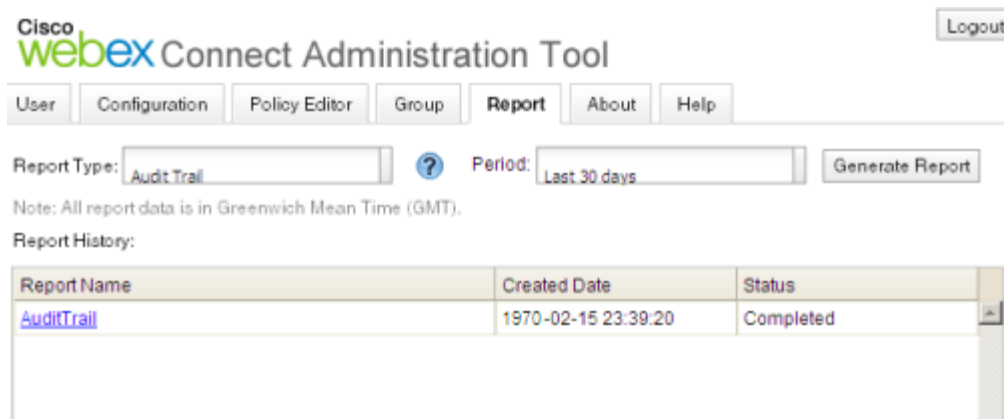 Cisco
webex Connect Administration Tool
Logout
User Configuration Policy Editor Group Report About Help
Report Type: Audit Trail ? Period: Last 30 days Generate Report
Note: All report data is in Greenwich Mean Time (GMT).
Report History:
Report Name Created Date Status
AuditTrail 1970-02-15 23:39:20 Completed